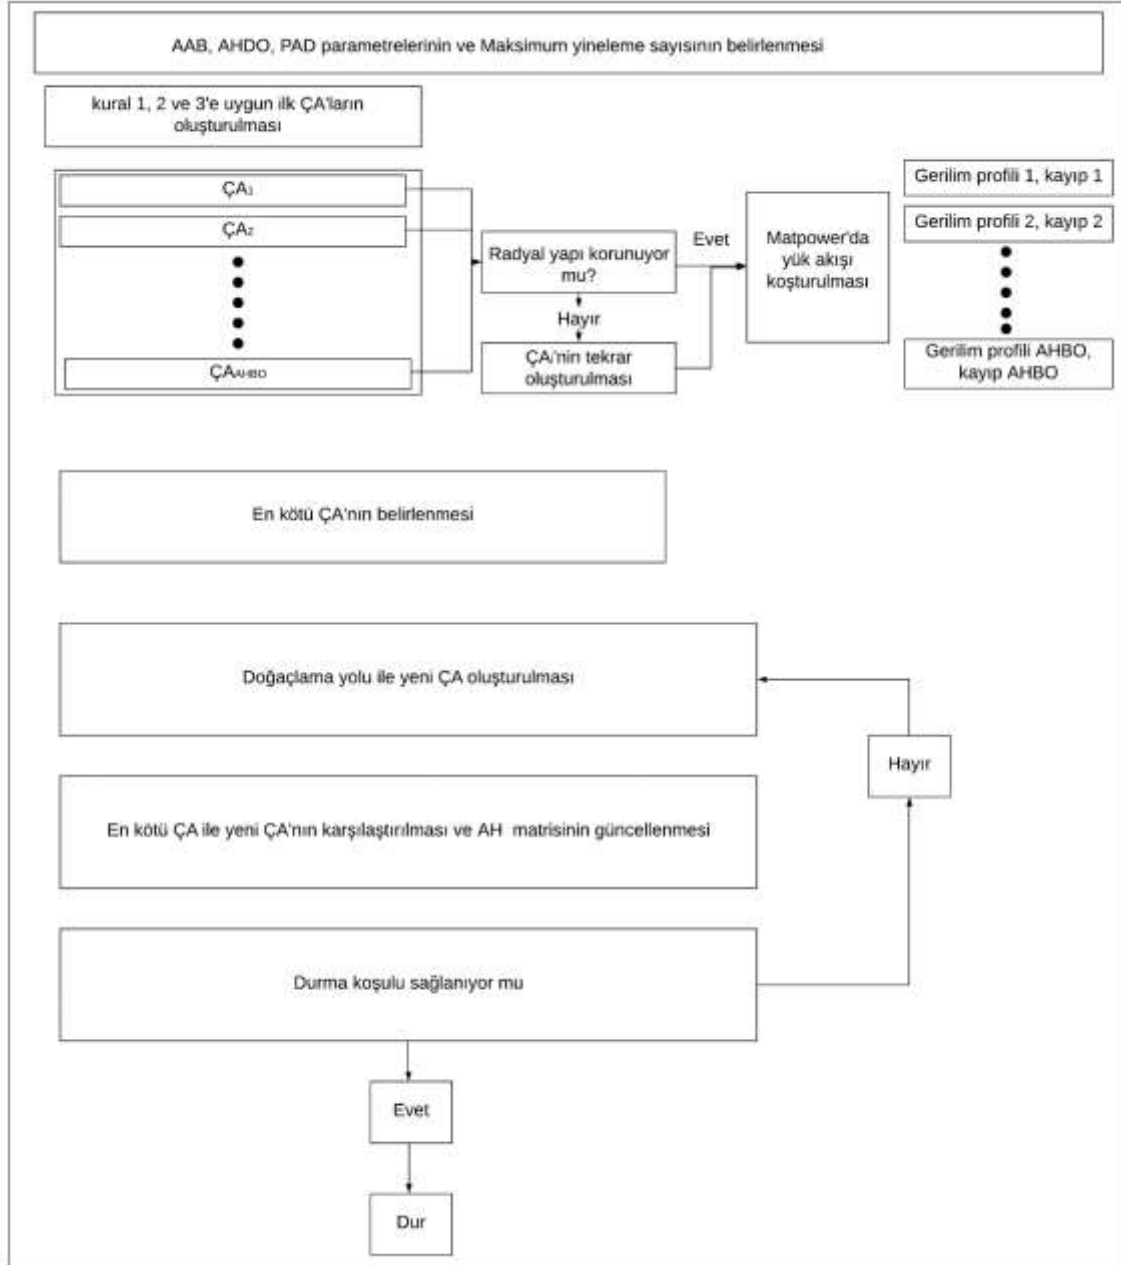 AAB, AHDO, PAD parametrelerinin ve Maksimum yineleme sayısının belirlenmesi
kural 1, 2 ve 3'e uygun ilk ÇA'ların
oluşturulması
ÇA₁
ÇA₂
ÇAAHBO
Radyal yapı korunuyor
mu?
Evet
Hayır
ÇAᵢ'nin tekrar
oluşturulması
Matpower'da
yük akışı
koşturulması
Gerilim profili 1, kayıp 1
Gerilim profili 2, kayıp 2
Gerilim profili AHBO,
kayıp AHBO
En kötü ÇA'nın belirlenmesi
Doğaçlama yolu ile yeni ÇA oluşturulması
Hayır
En kötü ÇA ile yeni ÇA'nın karşılaştırılması ve AH matrisinin güncellenmesi
Durma koşulu sağlanıyor mu
Evet
Dur